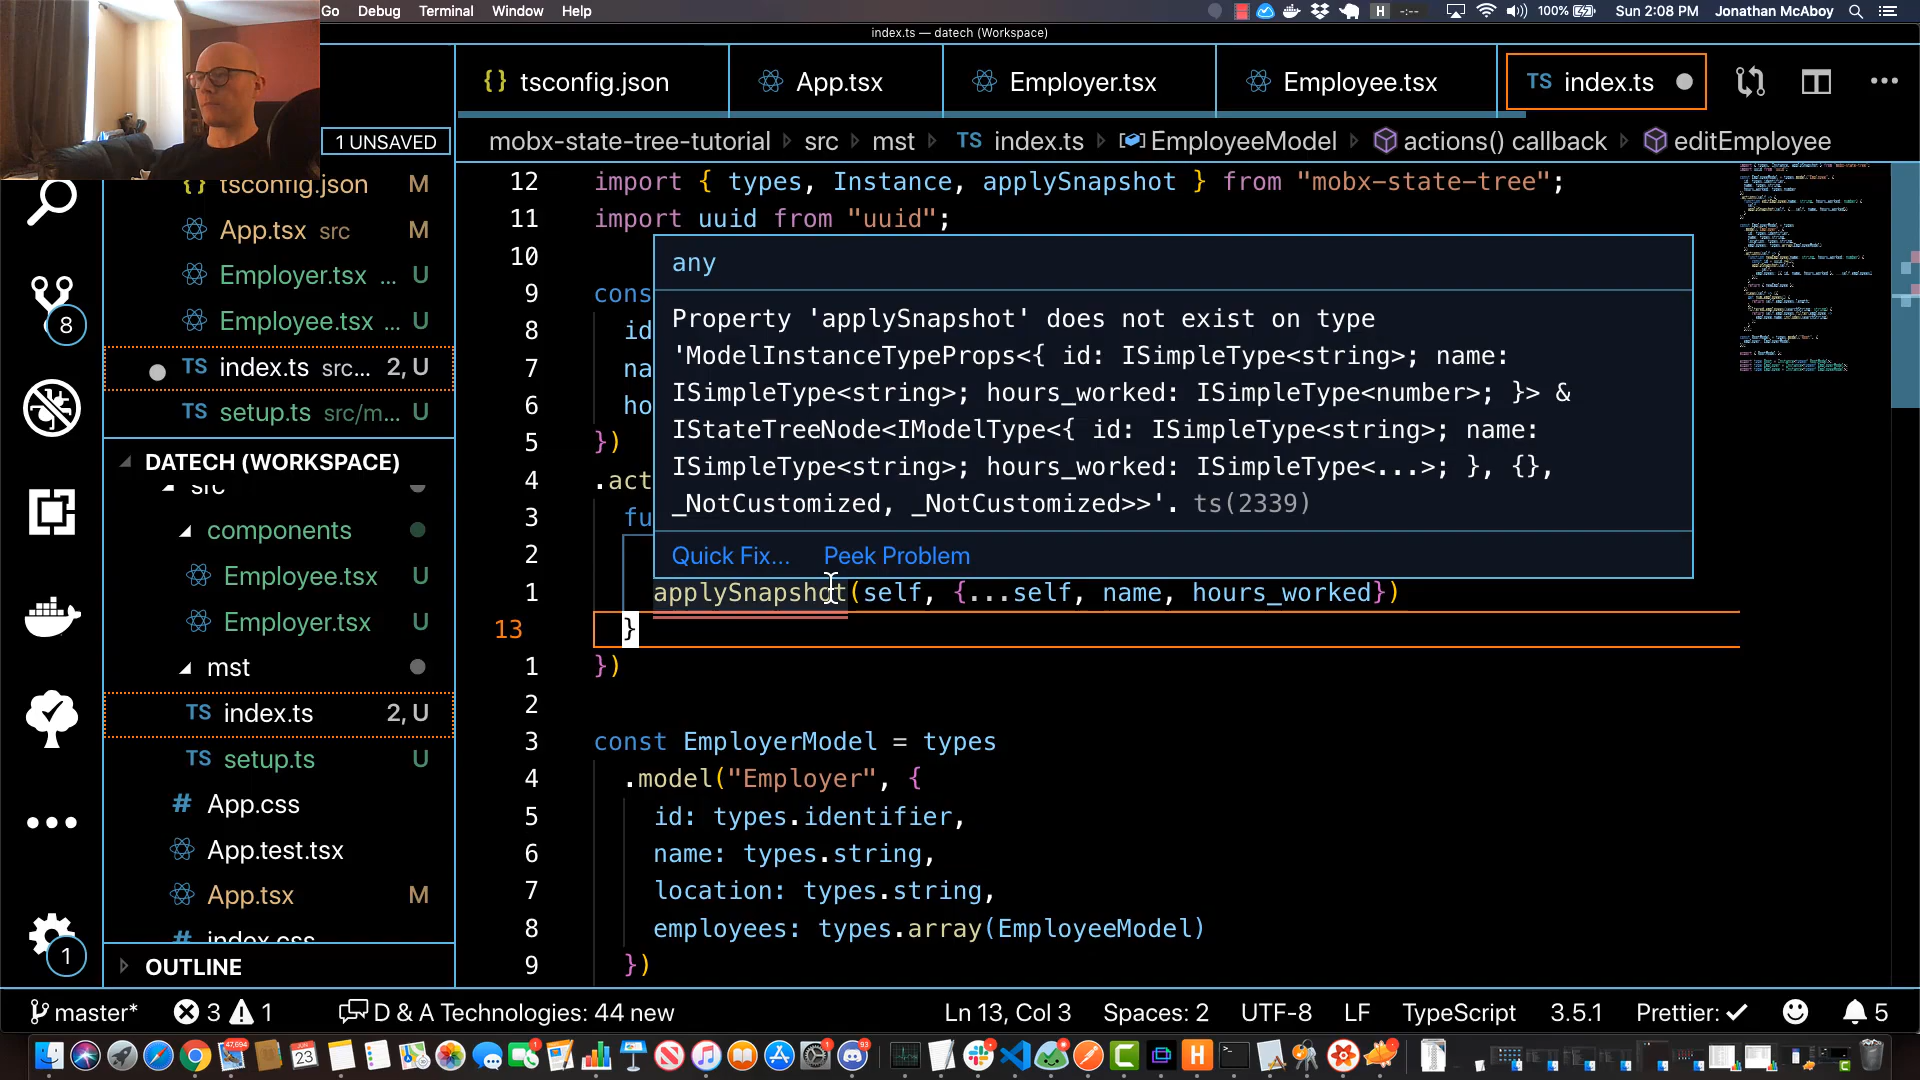 Go Debug Terminal Window Help
100% Sun 2:08 PM Jonathan McAboy
index.ts — datech (Workspace)
tsconfig.json App.tsx Employer.tsx Employee.tsx TS index.ts
1 UNSAVED
mobx-state-tree-tutorial src mst TS index.ts EmployeeModel actions() callback editEmployee
tsconfig.json M
App.tsx src M
Employer.tsx ... U
Employee.tsx ... U
TS index.ts src... 2, U
TS setup.ts src/m... U
DATECH (WORKSPACE)
src
components
Employee.tsx U
Employer.tsx U
mst
TS index.ts 2, U
TS setup.ts U
# App.css
App.test.tsx
App.tsx M
# index.css
OUTLINE
8
1
12 import { types, Instance, applySnapshot } from "mobx-state-tree";
11 import uuid from "uuid";
10
9 cons
8 id
7 na
6 ho
5 })
4 .act
3 fu
2
1 applySnapshot(self, {...self, name, hours_worked})
13 }
1 })
2
3 const EmployerModel = types
4 .model("Employer", {
5 id: types.identifier,
6 name: types.string,
7 location: types.string,
8 employees: types.array(EmployeeModel)
9 })
any
Property 'applySnapshot' does not exist on type
'ModelInstanceTypeProps<{ id: ISimpleType<string>; name:
ISimpleType<string>; hours_worked: ISimpleType<number>; }> &
IStateTreeNode<IModelType<{ id: ISimpleType<string>; name:
ISimpleType<string>; hours_worked: ISimpleType<...>; }, {},
_NotCustomized, _NotCustomized>>'. ts(2339)
Quick Fix... Peek Problem
master* 3 1 D & A Technologies: 44 new Ln 13, Col 3 Spaces: 2 UTF-8 LF TypeScript 3.5.1 Prettier: ✓ 5